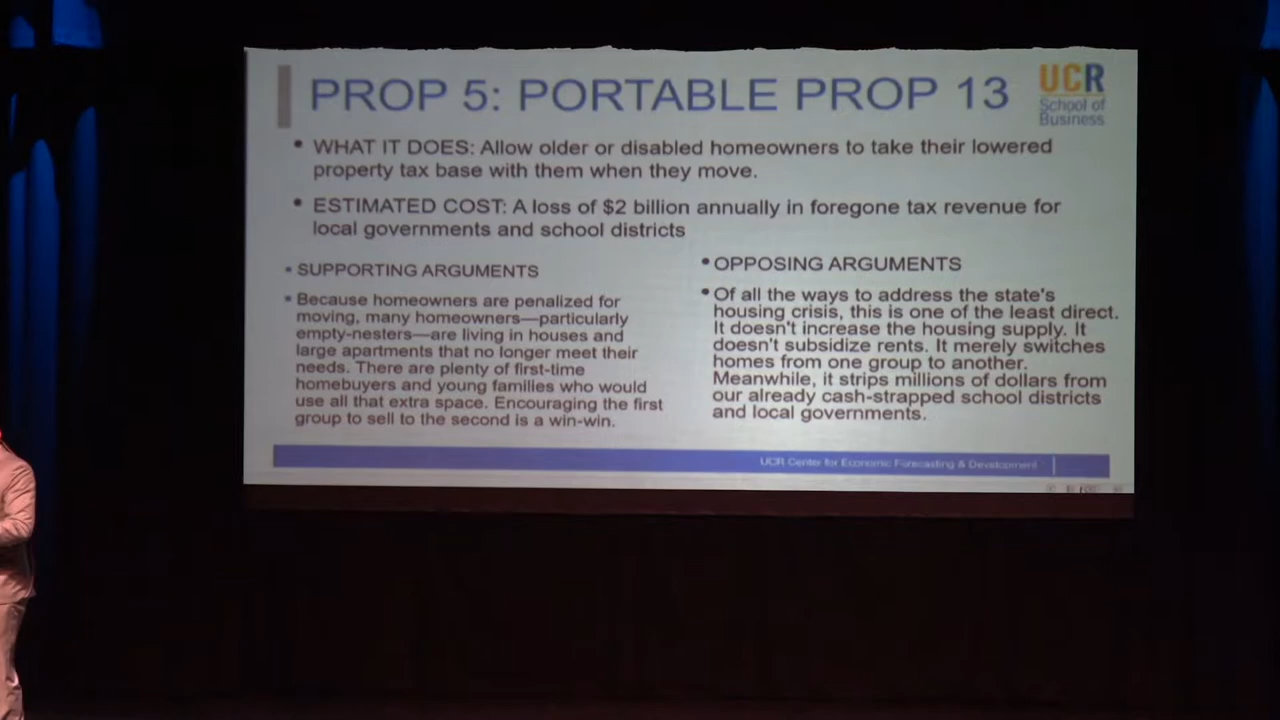 PROP 5: PORTABLE PROP 13
UCR
School of
Business
• WHAT IT DOES: Allow older or disabled homeowners to take their lowered
property tax base with them when they move.
• ESTIMATED COST: A loss of $2 billion annually in foregone tax revenue for
local governments and school districts
▪ SUPPORTING ARGUMENTS
▪ Because homeowners are penalized for
moving, many homeowners—particularly
empty-nesters—are living in houses and
large apartments that no longer meet their
needs. There are plenty of first-time
homebuyers and young families who would
use all that extra space. Encouraging the first
group to sell to the second is a win-win.
• OPPOSING ARGUMENTS
• Of all the ways to address the state's
housing crisis, this is one of the least direct.
It doesn't increase the housing supply. It
doesn't subsidize rents. It merely switches
homes from one group to another.
Meanwhile, it strips millions of dollars from
our already cash-strapped school districts
and local governments.
UCR Center for Economic Forecasting & Development